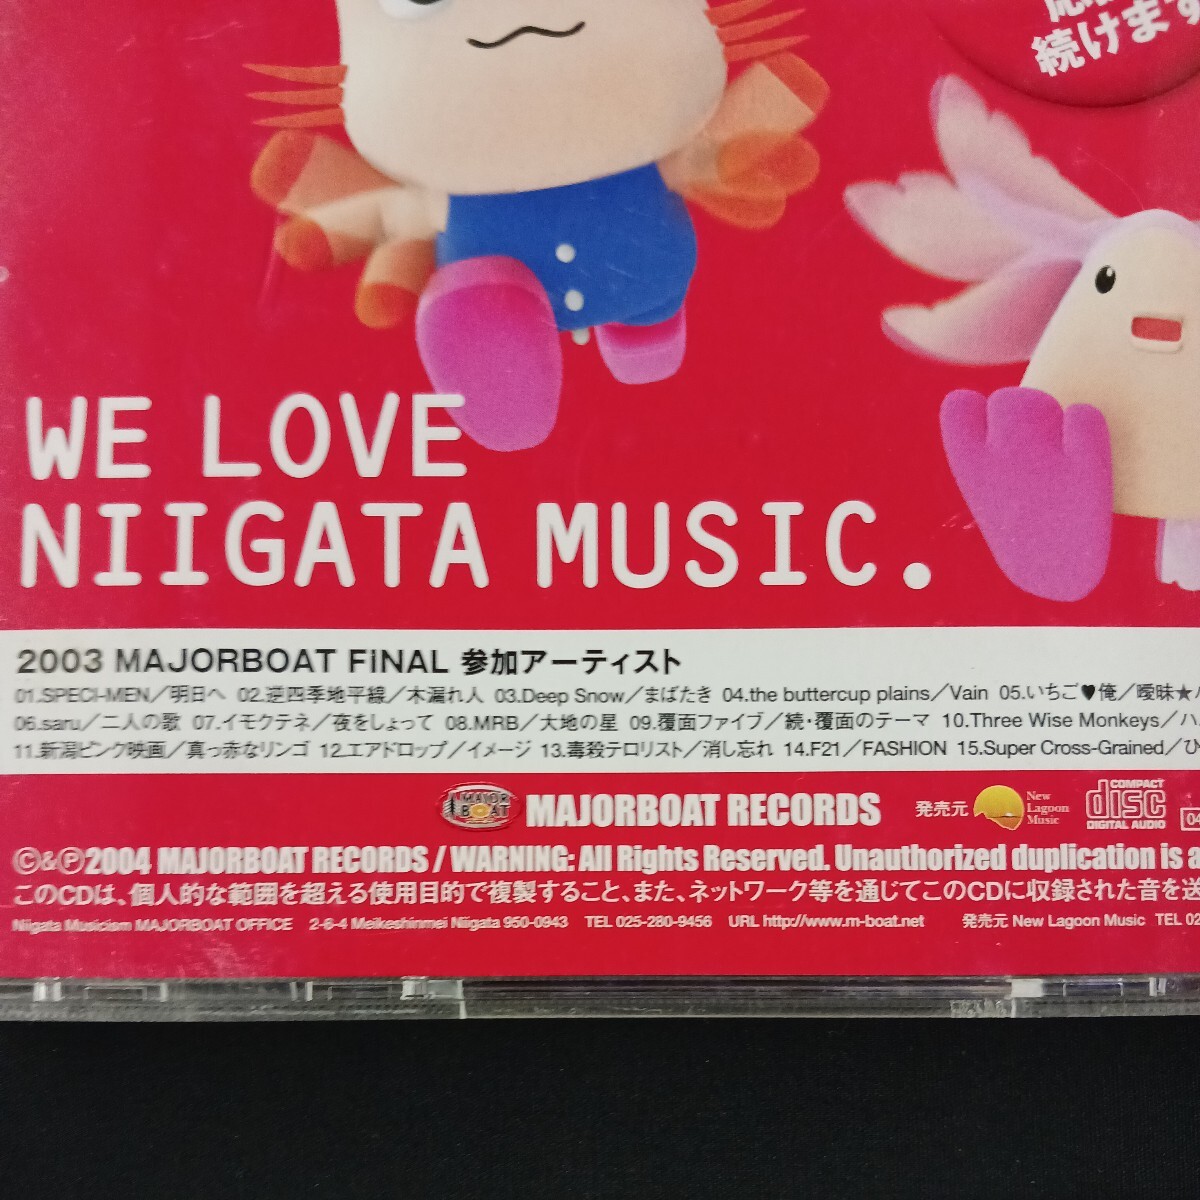 続けます
WE LOVE
NIIGATA MUSIC.
2003 MAJORBOAT FiNAL 参加アーティスト
01.SPECI-MEN／明日へ 02.逆四季地平線／木漏れ人 03.Deep Snow／まばたき 04.the buttercup plains／Vain 05.いちご♥俺／曖昧★
06.saru／二人の歌 07.イモクテネ／夜をしょって 08.MRB／大地の星 09.覆面ファイブ／続・覆面のテーマ 10.Three Wise Monkeys／ハ
11.新潟ピンク映画／真っ赤なリンゴ 12.エアドロップ／イメージ 13.毒殺テロリスト／消し忘れ 14.F21／FASHION 15.Super Cross-Grained／ひ
MAJOR BOAT MAJORBOAT RECORDS 発売元 New Lagoon Music COMPACT disc DIGITAL AUDIO 04
©&℗2004 MAJORBOAT RECORDS / WARNING: All Rights Reserved. Unauthorized duplication is a
このCDは、個人的な範囲を超える使用目的で複製すること、また、ネットワーク等を通じてこのCDに収録された音を送
Niigata Musicism MAJORBOAT OFFICE 2-6-4 Meikeshinmei Niigata 950-0943 TEL 025-280-9456 URL http://www.m-boat.net 発売元 New Lagoon Music TEL 02